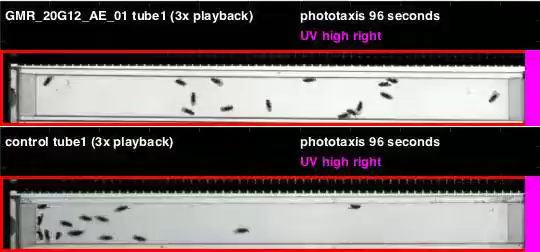 GMR_20G12_AE_01 tube1 (3x playback)
phototaxis 96 seconds
UV high right
control tube1 (3x playback)
phototaxis 96 seconds
UV high right